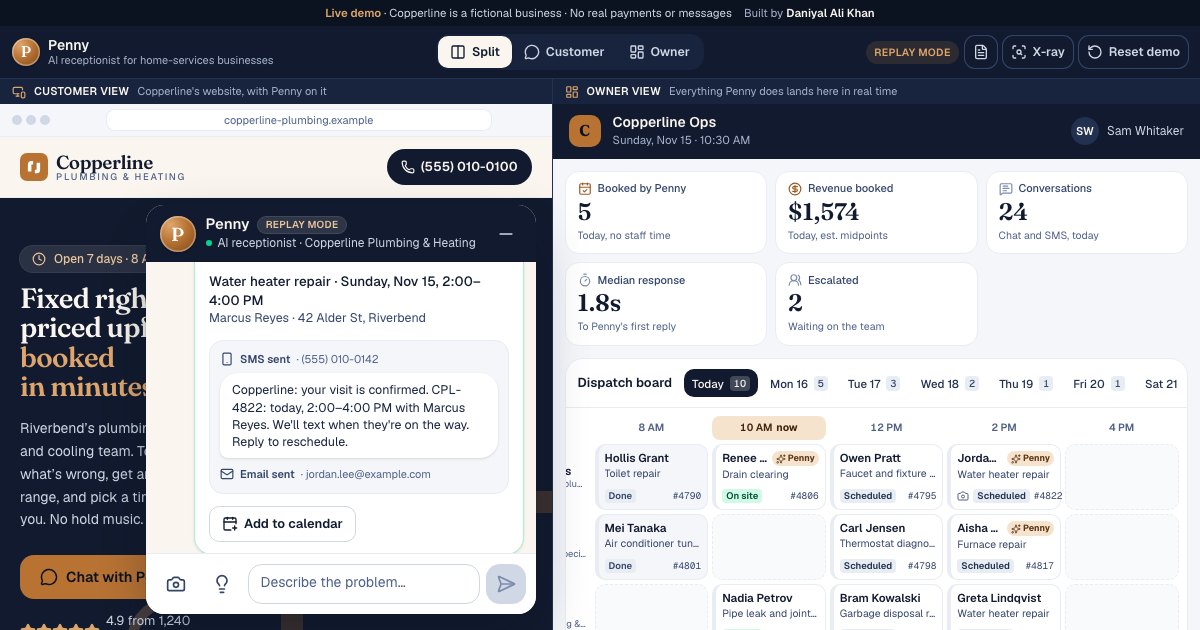 Live demo · Copperline is a fictional business · No real payments or messages Built by Daniyal Ali Khan
P
Penny
AI receptionist for home-services businesses
Split
Customer
Owner
REPLAY MODE
X-ray
Reset demo
CUSTOMER VIEW Copperline's website, with Penny on it
copperline-plumbing.example
Copperline
PLUMBING & HEATING
(555) 010-0100
Open 7 days · 8 A
Fixed righ
priced upf
booked
in minutes
Riverbend's plumbin
and cooling team. Te
what's wrong, get an
range, and pick a tim
you. No hold music.
Chat with P
4.9 from 1,240
P
Penny REPLAY MODE
AI receptionist · Copperline Plumbing & Heating
Water heater repair · Sunday, Nov 15, 2:00–
4:00 PM
Marcus Reyes · 42 Alder St, Riverbend
SMS sent · (555) 010-0142
Copperline: your visit is confirmed. CPL-
4822: today, 2:00–4:00 PM with Marcus
Reyes. We'll text when they're on the way.
Reply to reschedule.
Email sent · jordan.lee@example.com
Add to calendar
Describe the problem…
OWNER VIEW Everything Penny does lands here in real time
C
Copperline Ops
Sunday, Nov 15 · 10:30 AM
SW
Sam Whitaker
Booked by Penny
5
Today, no staff time
Revenue booked
$1,574
Today, est. midpoints
Conversations
24
Chat and SMS, today
Median response
1.8s
To Penny's first reply
Escalated
2
Waiting on the team
Dispatch board
Today 10
Mon 16 5
Tue 17 3
Wed 18 2
Thu 19 1
Fri 20 1
Sat 21
8 AM
10 AM now
12 PM
2 PM
4 PM
Hollis Grant
Toilet repair
Done #4790
Renee … Penny
Drain clearing
On site #4806
Owen Pratt
Faucet and fixture …
Scheduled #4795
Jorda… Penny
Water heater repair
Scheduled #4822
Mei Tanaka
Air conditioner tun…
Done #4801
Carl Jensen
Thermostat diagno…
Scheduled #4798
Aisha … Penny
Furnace repair
Scheduled #4817
Nadia Petrov
Pipe leak and joint…
Bram Kowalski
Garbage disposal r…
Greta Lindqvist
Water heater repair